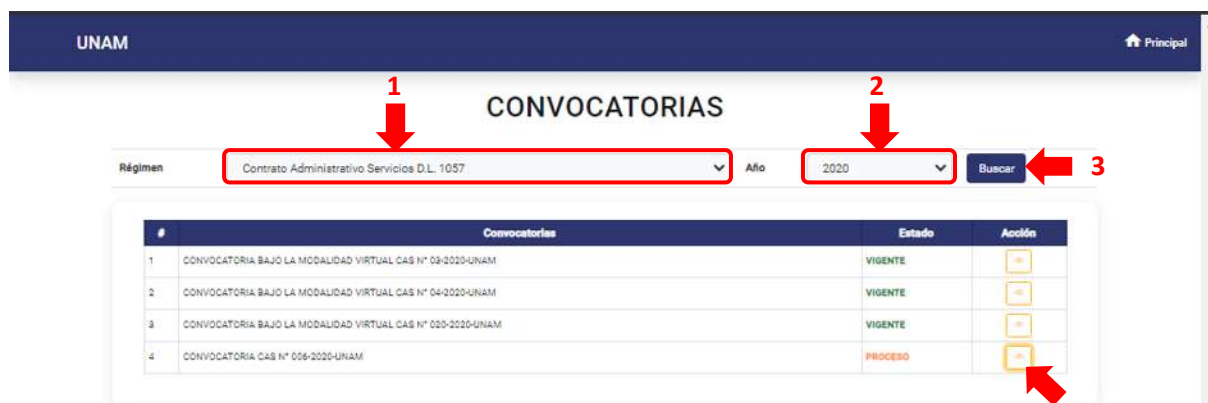 UNAM Principal
1 2
CONVOCATORIAS
Régimen Contrato Administrativo Servicios D.L. 1057 Año 2020 Buscar 3
# Convocatorias Estado Acción
1 CONVOCATORIA BAJO LA MODALIDAD VIRTUAL CAS N° 03-2020-UNAM VIGENTE
2 CONVOCATORIA BAJO LA MODALIDAD VIRTUAL CAS N° 04-2020-UNAM VIGENTE
3 CONVOCATORIA BAJO LA MODALIDAD VIRTUAL CAS N° 020-2020-UNAM VIGENTE
4 CONVOCATORIA CAS N° 006-2020-UNAM PROCESO